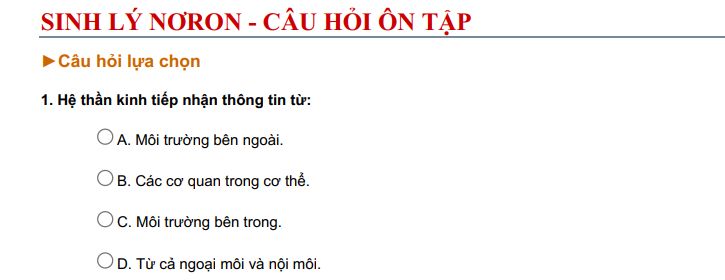 SINH LÝ NƠRON - CÂU HỎI ÔN TẬP
►Câu hỏi lựa chọn
1. Hệ thần kinh tiếp nhận thông tin từ:
A. Môi trường bên ngoài.
B. Các cơ quan trong cơ thể.
C. Môi trường bên trong.
D. Từ cả ngoại môi và nội môi.